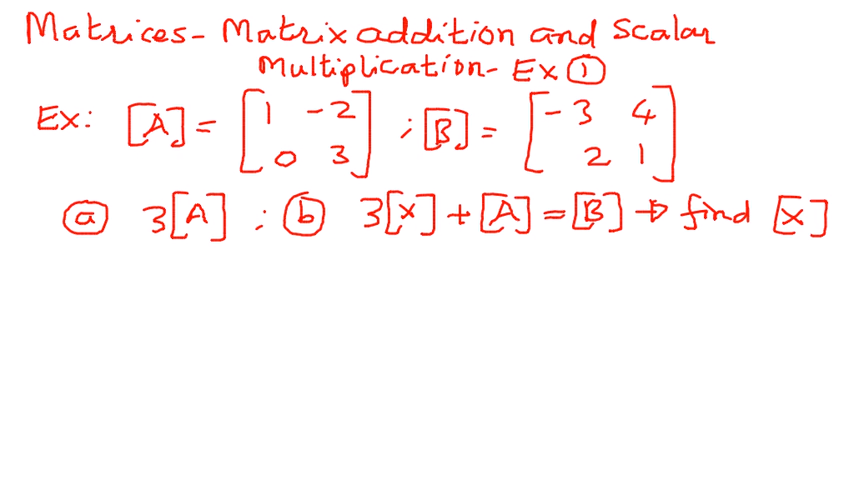 Matrices- Matrix addition and scalar
Multiplication- Ex ①
Ex: [A] = [1 -2; 0 3] ; [B] = [-3 4; 2 1]
ⓐ 3[A] ; ⓑ 3[X] + [A] = [B] → find [X]